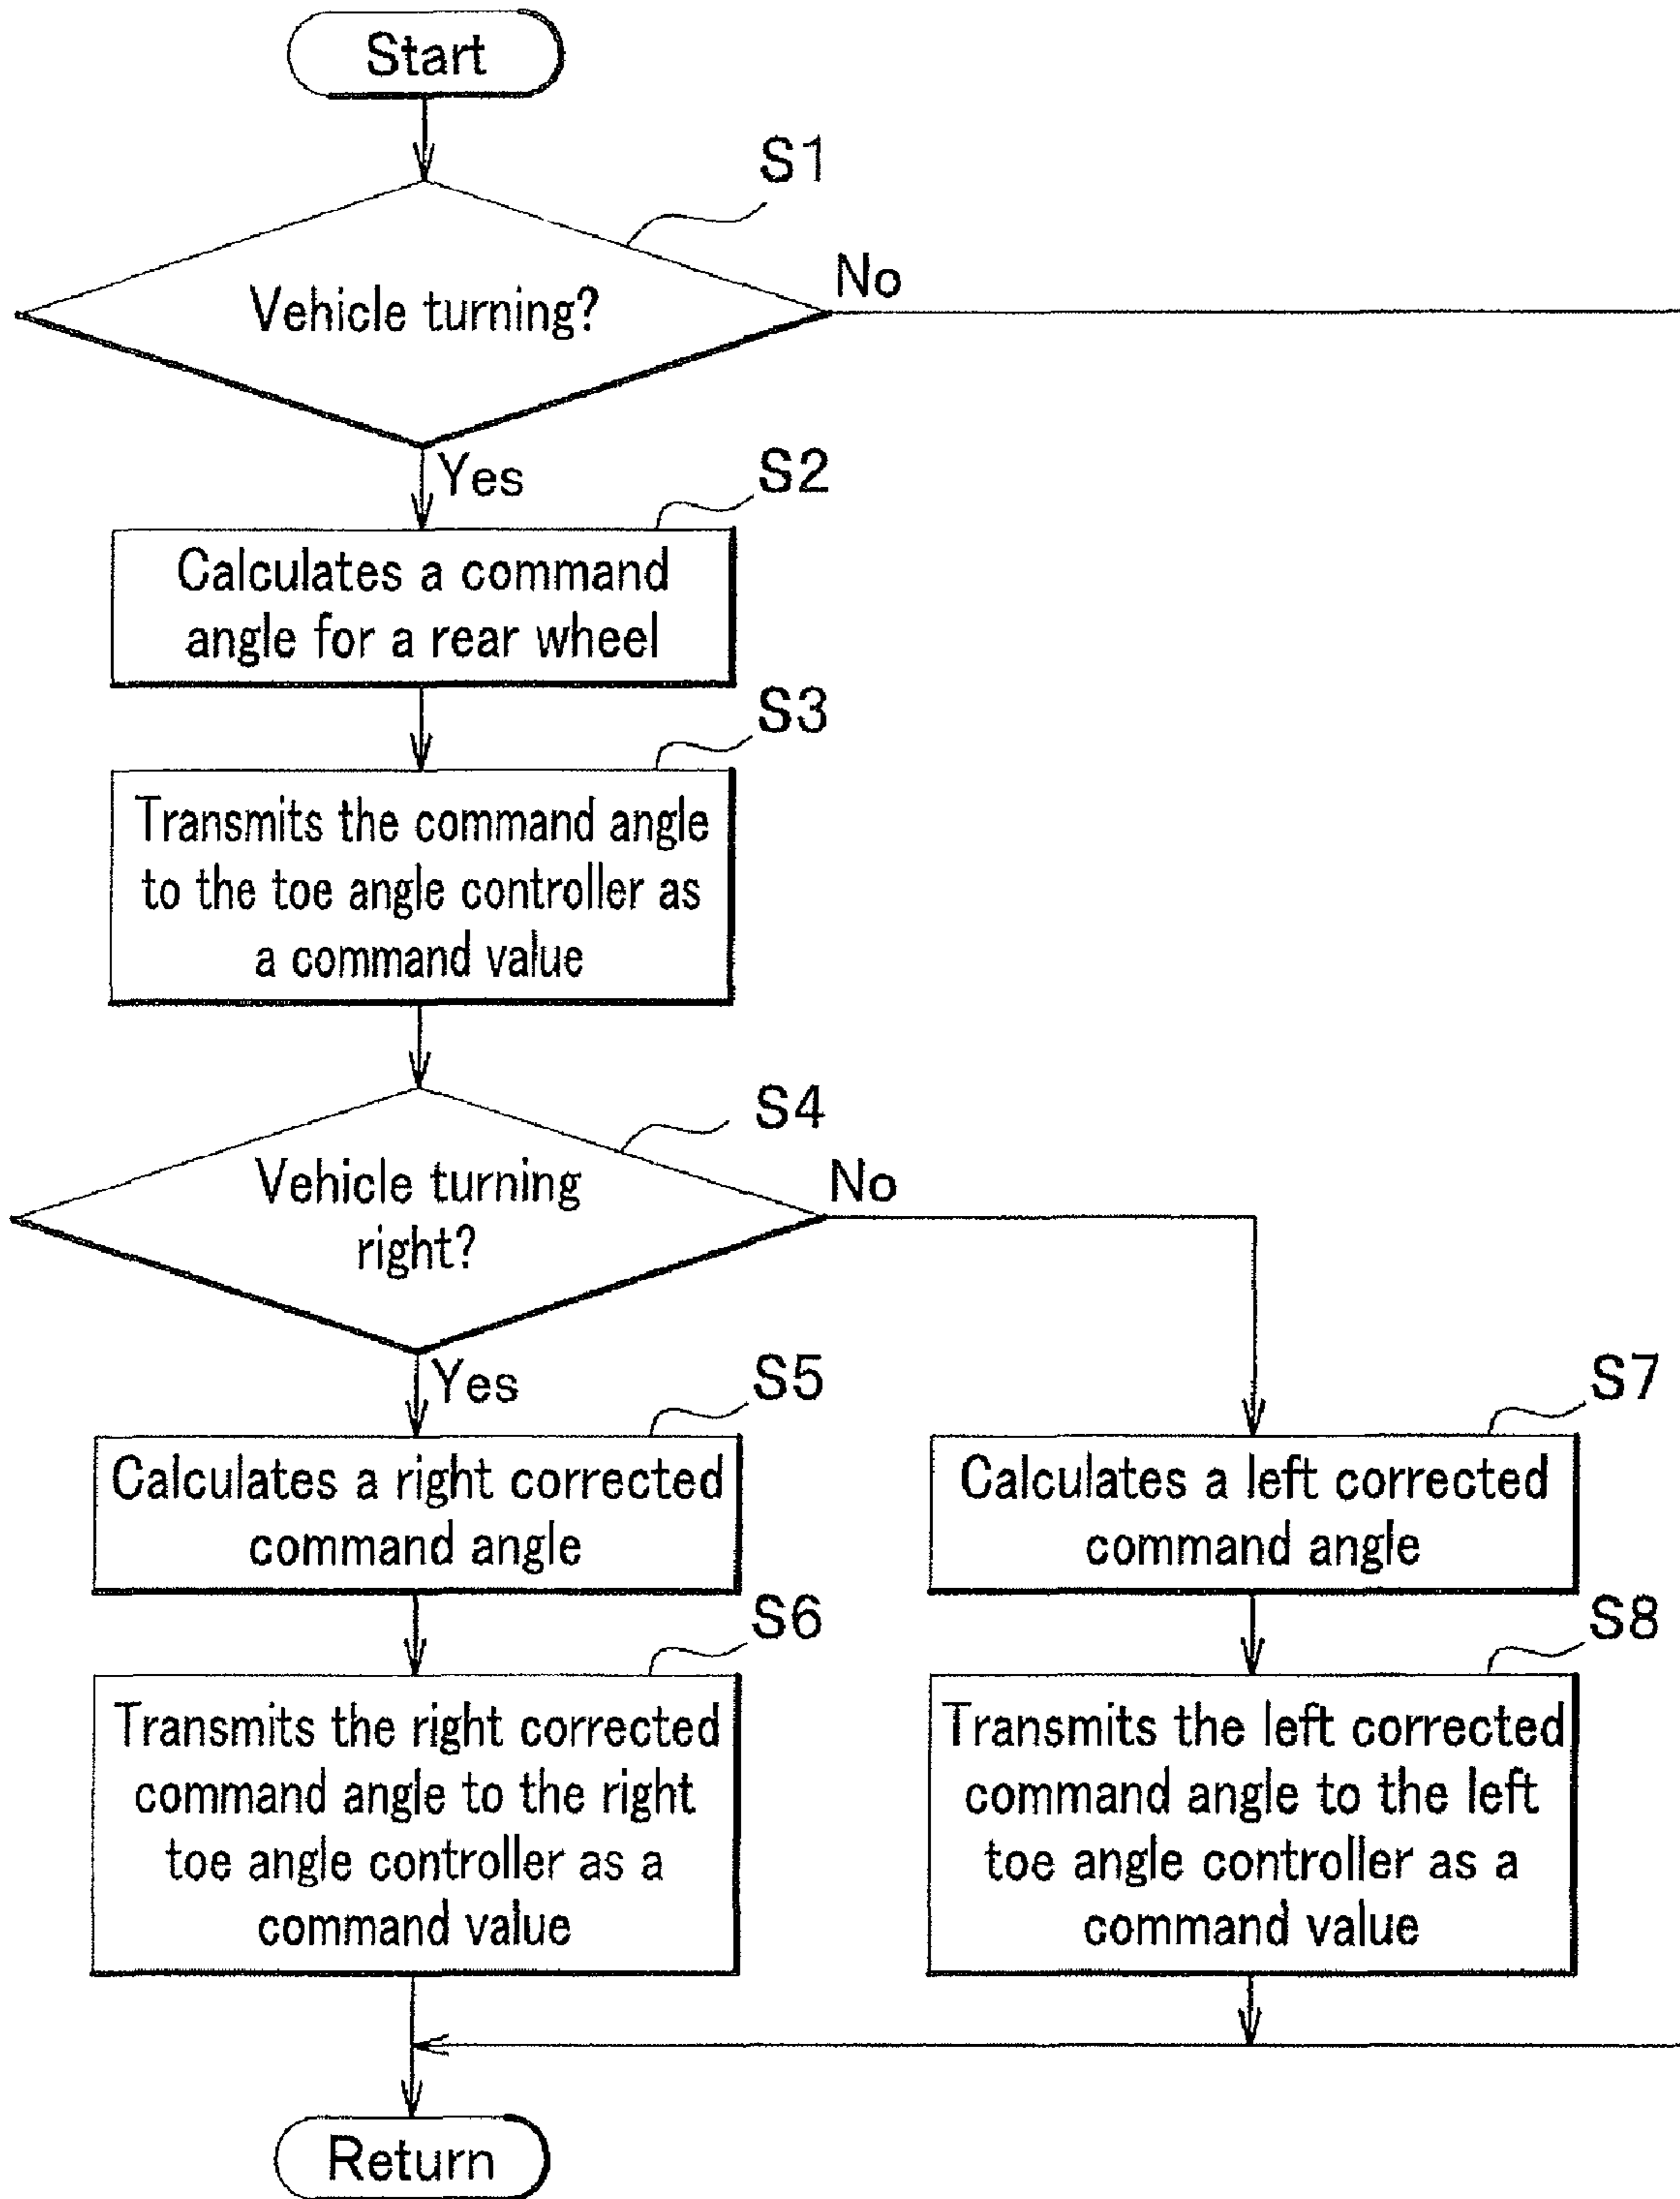 Start
S1
Vehicle turning?
No
Yes
S2
Calculates a command
angle for a rear wheel
S3
Transmits the command angle
to the toe angle controller as
a command value
S4
Vehicle turning
right?
No
Yes
S5
Calculates a right corrected
command angle
S7
Calculates a left corrected
command angle
S6
Transmits the right corrected
command angle to the right
toe angle controller as a
command value
S8
Transmits the left corrected
command angle to the left
toe angle controller as a
command value
Return